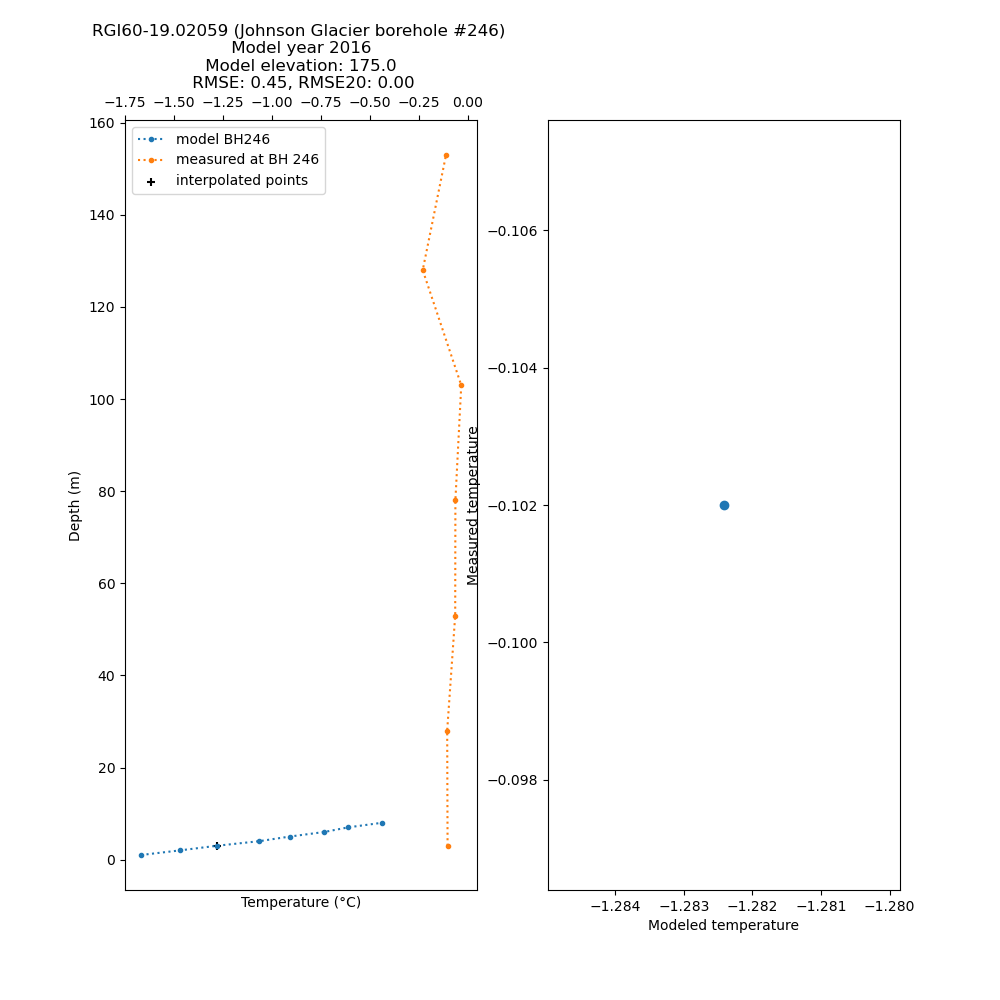 RGI60-19.02059 (Johnson Glacier borehole #246)
Model year 2016
Model elevation: 175.0
RMSE: 0.45, RMSE20: 0.00
−1.75 −1.50 −1.25 −1.00 −0.75 −0.50 −0.25 0.00
model BH246
measured at BH 246
interpolated points
160
140
120
100
80
60
40
20
0
Depth (m)
Temperature (°C)
Measured temperature
−0.106
−0.104
−0.102
−0.100
−0.098
−1.284 −1.283 −1.282 −1.281 −1.280
Modeled temperature